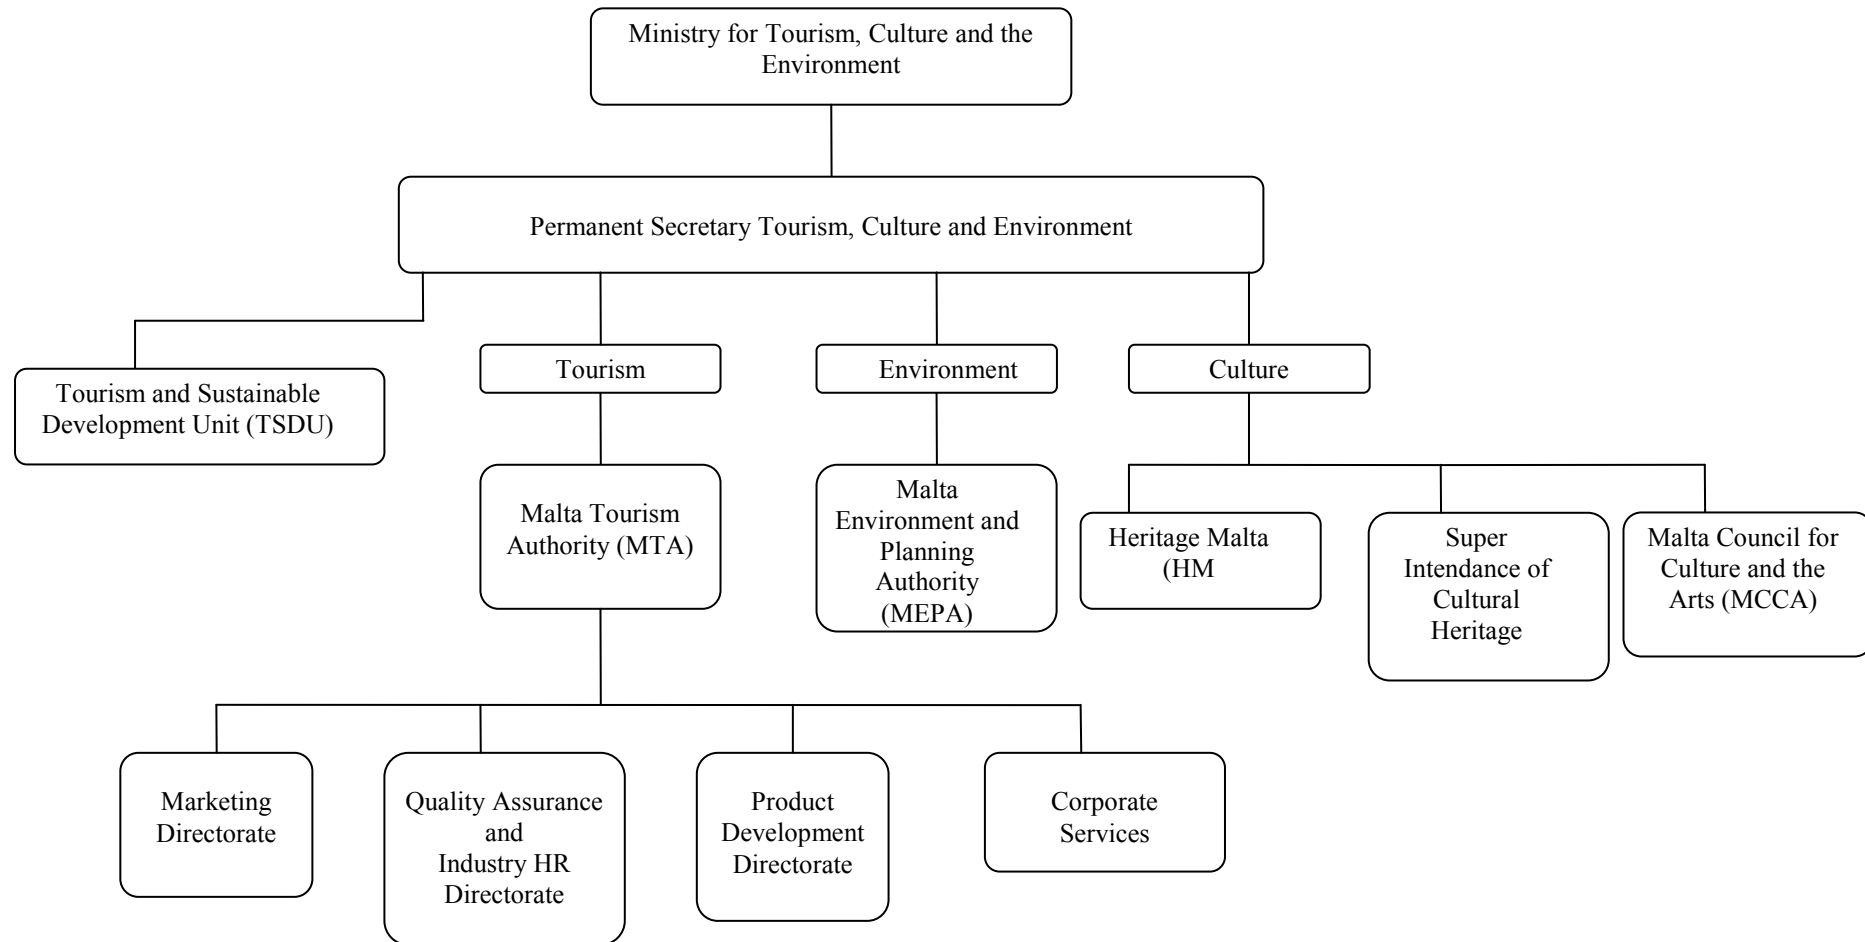 Ministry for Tourism, Culture and the
Environment
Permanent Secretary Tourism, Culture and Environment
Tourism and Sustainable
Development Unit (TSDU)
Tourism
Environment
Culture
Malta Tourism
Authority (MTA)
Malta
Environment and
Planning
Authority
(MEPA)
Heritage Malta
(HM
Super
Intendance of
Cultural
Heritage
Malta Council for
Culture and the
Arts (MCCA)
Marketing
Directorate
Quality Assurance
and
Industry HR
Directorate
Product
Development
Directorate
Corporate
Services